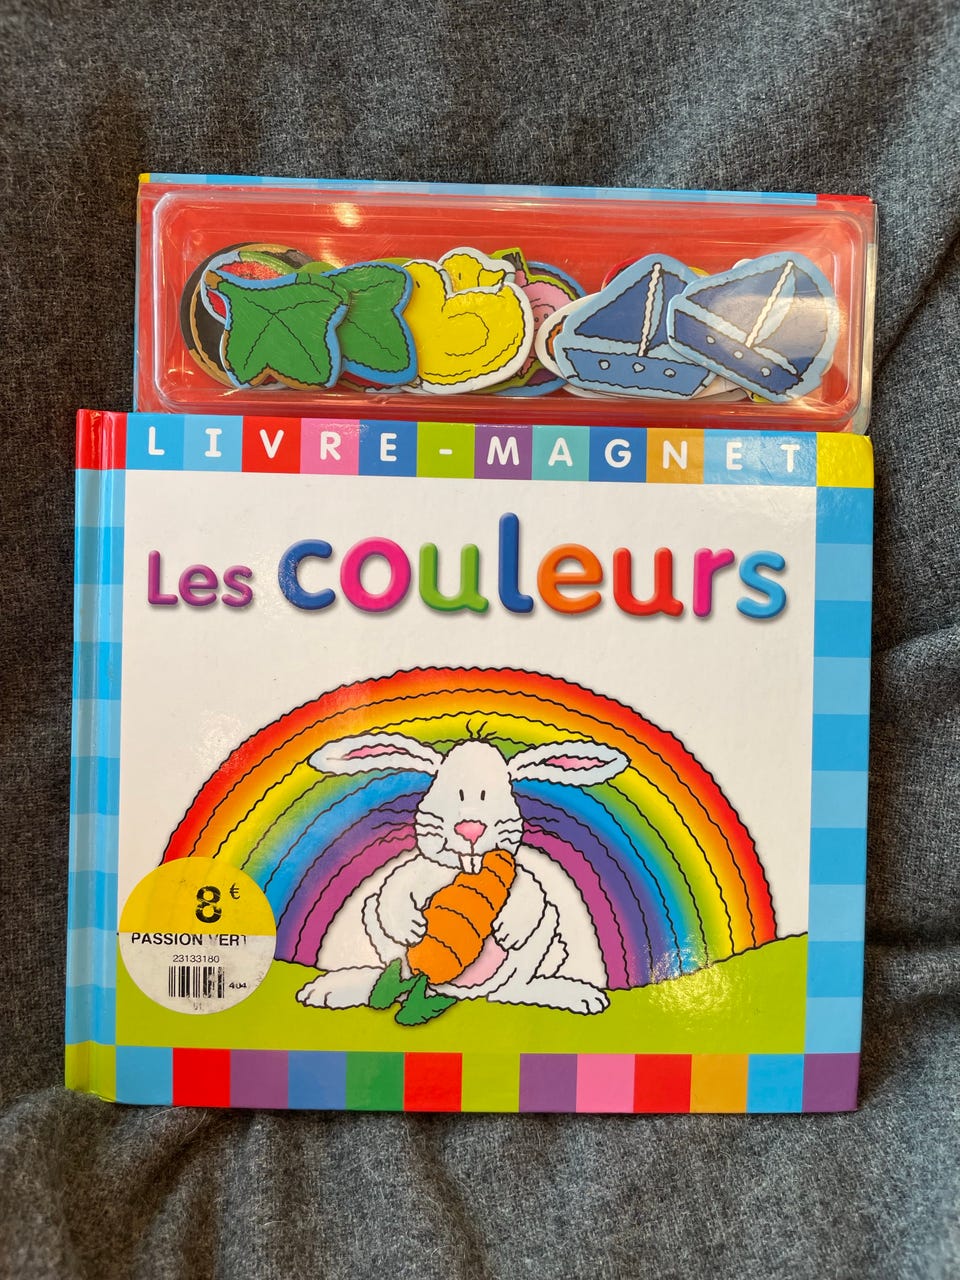 LIVRE-MAGNET
Les couleurs
8 €
PASSION VERT
23133180
404